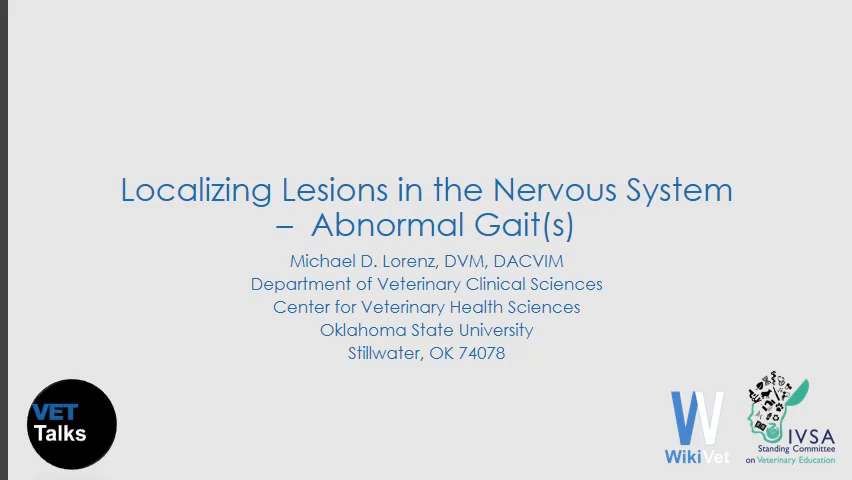 Localizing Lesions in the Nervous System
– Abnormal Gait(s)
Michael D. Lorenz, DVM, DACVIM
Department of Veterinary Clinical Sciences
Center for Veterinary Health Sciences
Oklahoma State University
Stillwater, OK 74078
VET
Talks
W
WikiVet
IVSA
Standing Committee
on Veterinary Education